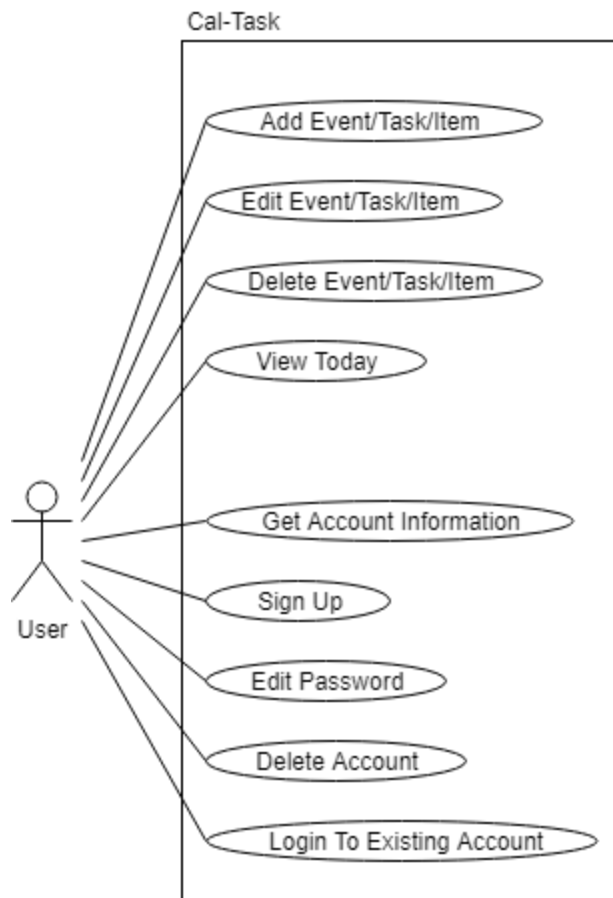 Cal-Task
Add Event/Task/Item
Edit Event/Task/Item
Delete Event/Task/Item
View Today
Get Account Information
Sign Up
User
Edit Password
Delete Account
Login To Existing Account